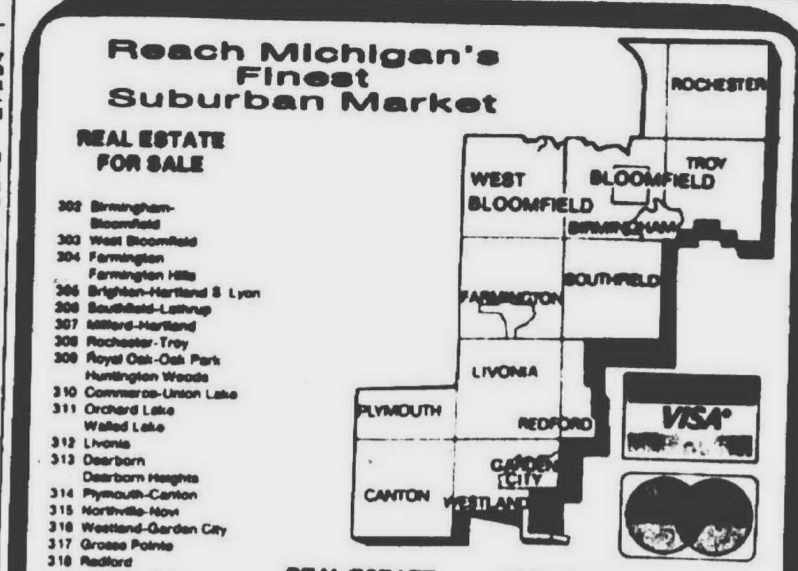 Reach Michigan's
Finest
Suburban Market
REAL ESTATE
FOR SALE
302 Birmingham-
Bloomfield
303 West Bloomfield
304 Farmington
Farmington Hills
305 Brighton-Hartland S Lyon
306 Southfield-Lathrup
307 Milford-Hartland
308 Rochester-Troy
309 Royal Oak-Oak Park
Huntington Woods
310 Commerce-Union Lake
311 Orchard Lake
Walled Lake
312 Livonia
313 Dearborn
Dearborn Heights
314 Plymouth-Canton
315 Northville-Novi
316 Westland-Garden City
317 Grosse Pointe
318 Redford
ROCHESTER
TROY
WEST
BLOOMFIELD
BLOOMFIELD
BIRMINGHAM
SOUTHFIELD
FARMINGTON
LIVONIA
PLYMOUTH
REDFORD
GARDEN
CITY
CANTON
WESTLAND
VISA®
REAL ESTATE